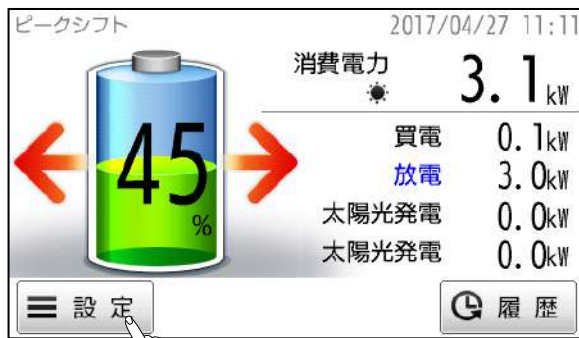 ピークシフト 2017/04/27 11:11
消費電力 3.1kW
45%
買電 0.1kW
放電 3.0kW
太陽光発電 0.0kW
太陽光発電 0.0kW
設定 履歴